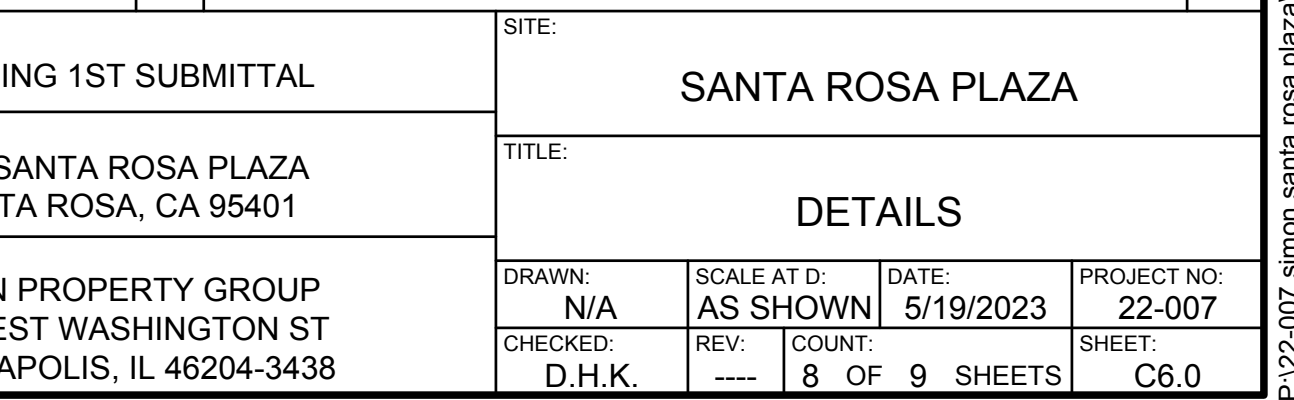 ING 1ST SUBMITTAL
SANTA ROSA PLAZA
TA ROSA, CA 95401
N PROPERTY GROUP
EST WASHINGTON ST
APOLIS, IL 46204-3438
SITE:
SANTA ROSA PLAZA
TITLE:
DETAILS
DRAWN:
N/A
SCALE AT D:
AS SHOWN
DATE:
5/19/2023
PROJECT NO:
22-007
CHECKED:
D.H.K.
REV:
----
COUNT:
8 OF 9 SHEETS
SHEET:
C6.0
P:\22-007 simon santa rosa plaza\